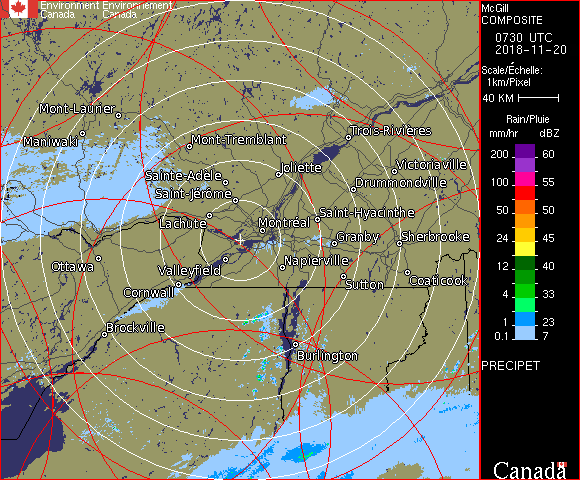 Environment Environnement
Canada Canada
McGill
COMPOSITE
0730 UTC
2018-11-20
Scale/Échelle:
1km/Pixel
40 KM
Rain/Pluie
mm/hr dBZ
200 60
150 57
100 55
50 50
24 45
12 40
4 33
1 23
0.1 7
PRECIPET
Canada
Mont-Laurier
Maniwaki
Mont-Tremblant
Trois-Rivières
Joliette
Victoriaville
Sainte-Adèle
Drummondville
Saint-Jérôme
Saint-Hyacinthe
Lachute
Montréal
Granby
Sherbrooke
Ottawa
Valleyfield
Napierville
Coaticook
Sutton
Cornwall
Brockville
Burlington